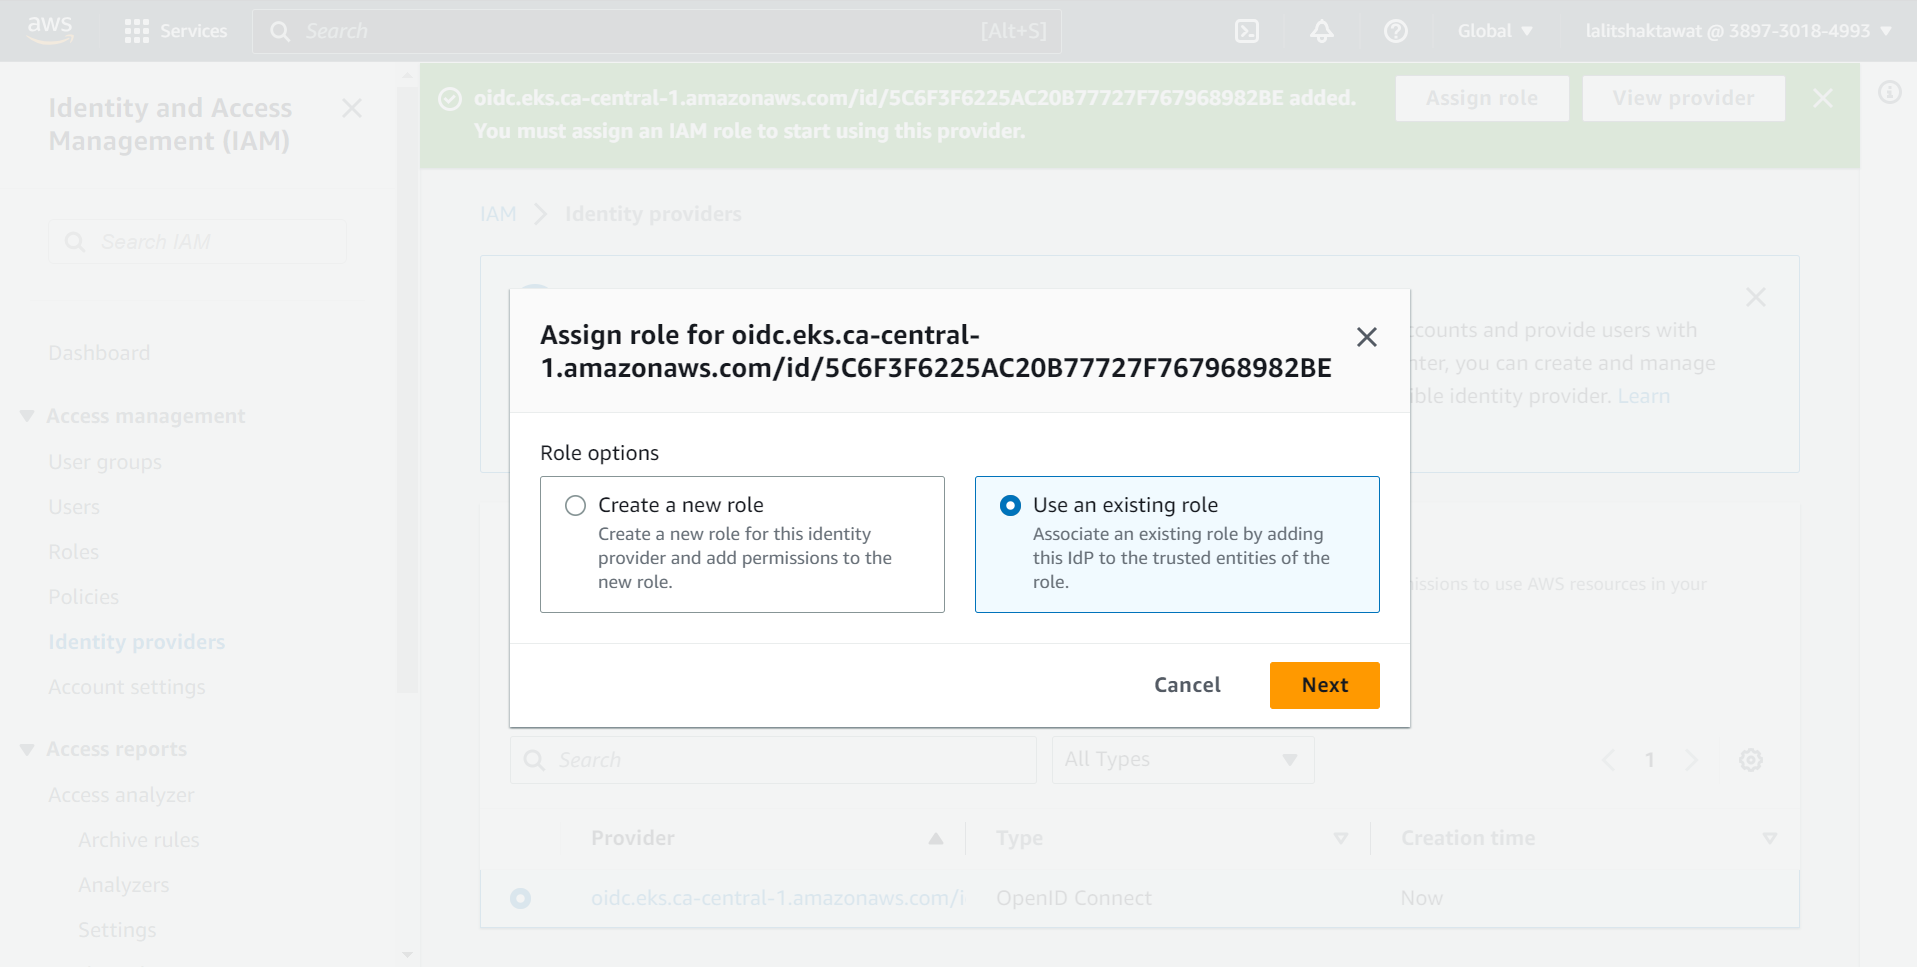 aws
Services
Search
[Alt+S]
Global
lalitshaktawat @ 3897-3018-4993
Identity and Access
Management (IAM)
Search IAM
Dashboard
Access management
User groups
Users
Roles
Policies
Identity providers
Account settings
Access reports
Access analyzer
Archive rules
Analyzers
Settings
oidc.eks.ca-central-1.amazonaws.com/id/5C6F3F6225AC20B77727F767968982BE added.
You must assign an IAM role to start using this provider.
Assign role
View provider
IAM
Identity providers
ccounts and provide users with
nter, you can create and manage
ible identity provider. Learn
Assign role for oidc.eks.ca-central-
1.amazonaws.com/id/5C6F3F6225AC20B77727F767968982BE
Role options
Create a new role
Create a new role for this identity
provider and add permissions to the
new role.
Use an existing role
Associate an existing role by adding
this IdP to the trusted entities of the
role.
issions to use AWS resources in your
Cancel
Next
Search
All Types
1
Provider
Type
Creation time
oidc.eks.ca-central-1.amazonaws.com/i
OpenID Connect
Now